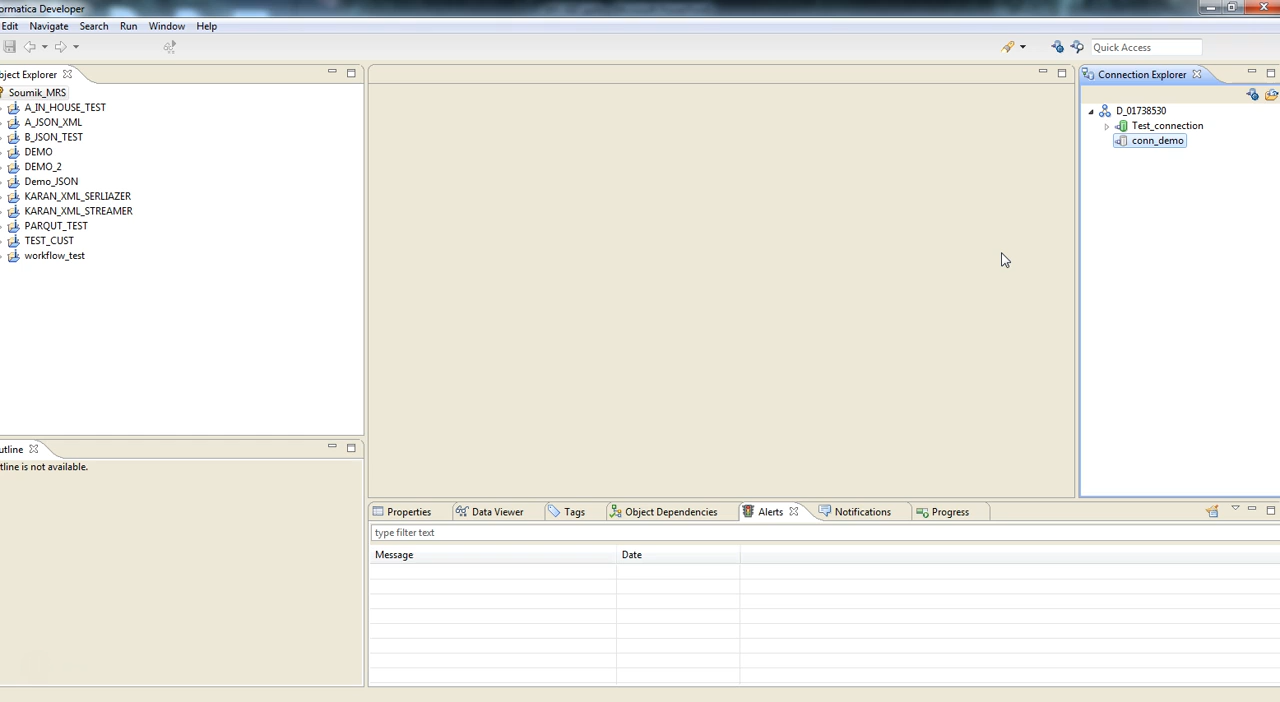 ormatica Developer
Edit Navigate Search Run Window Help
Quick Access
bject Explorer
Soumik_MRS
A_IN_HOUSE_TEST
A_JSON_XML
B_JSON_TEST
DEMO
DEMO_2
Demo_JSON
KARAN_XML_SERLIAZER
KARAN_XML_STREAMER
PARQUT_TEST
TEST_CUST
workflow_test
utline
tline is not available.
Connection Explorer
D_01738530
Test_connection
conn_demo
Properties Data Viewer Tags Object Dependencies Alerts Notifications Progress
type filter text
Message Date